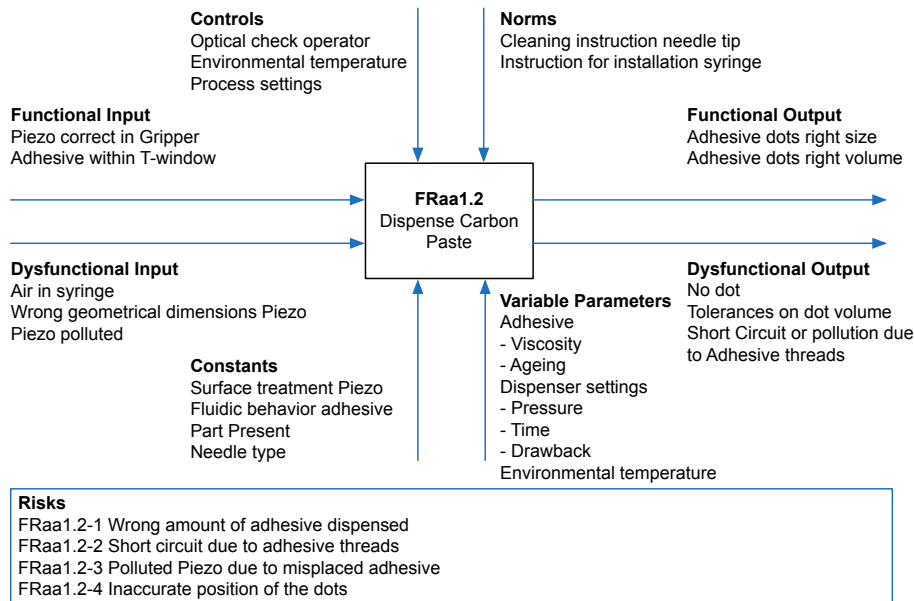 Controls
Optical check operator
Environmental temperature
Process settings
Norms
Cleaning instruction needle tip
Instruction for installation syringe
Functional Input
Piezo correct in Gripper
Adhesive within T-window
Functional Output
Adhesive dots right size
Adhesive dots right volume
FRaa1.2
Dispense Carbon
Paste
Dysfunctional Input
Air in syringe
Wrong geometrical dimensions Piezo
Piezo polluted
Dysfunctional Output
No dot
Tolerances on dot volume
Short Circuit or pollution due
to Adhesive threads
Constants
Surface treatment Piezo
Fluidic behavior adhesive
Part Present
Needle type
Variable Parameters
Adhesive
- Viscosity
- Ageing
Dispenser settings
- Pressure
- Time
- Drawback
Environmental temperature
Risks
FRaa1.2-1 Wrong amount of adhesive dispensed
FRaa1.2-2 Short circuit due to adhesive threads
FRaa1.2-3 Polluted Piezo due to misplaced adhesive
FRaa1.2-4 Inaccurate position of the dots